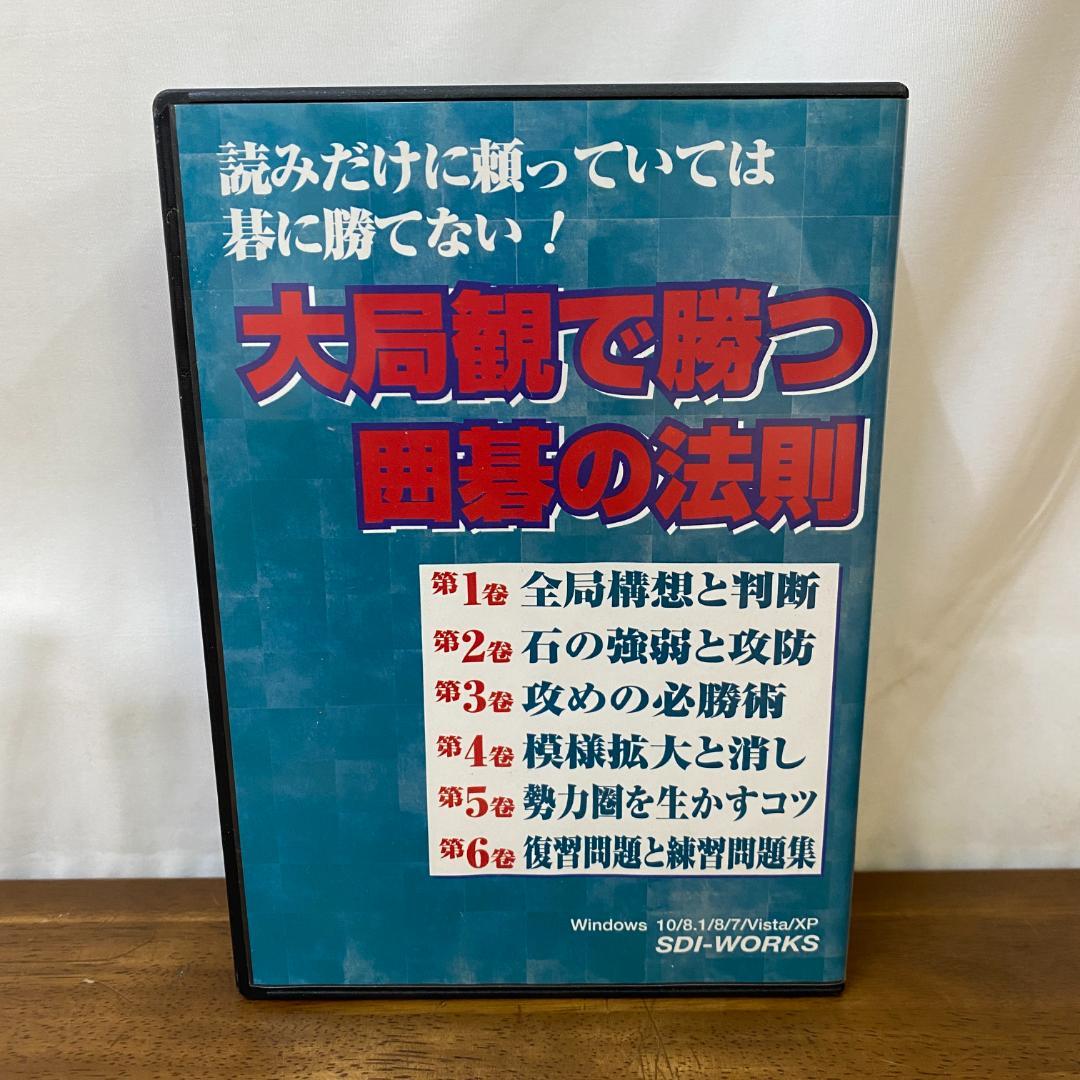 読みだけに頼っていては
碁に勝てない！
大局観で勝つ
囲碁の法則
第1巻 全局構想と判断
第2巻 石の強弱と攻防
第3巻 攻めの必勝術
第4巻 模様拡大と消し
第5巻 勢力圏を生かすコツ
第6巻 復習問題と練習問題集
Windows 10/8.1/8/7/Vista/XP
SDI-WORKS